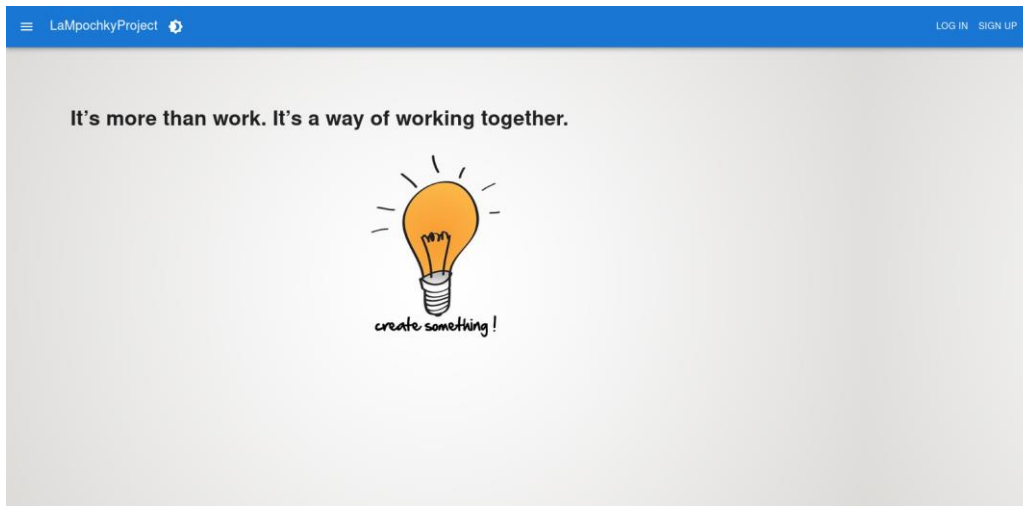 LaMpochkyProject LOG IN SIGN UP
It’s more than work. It’s a way of working together.
create something!